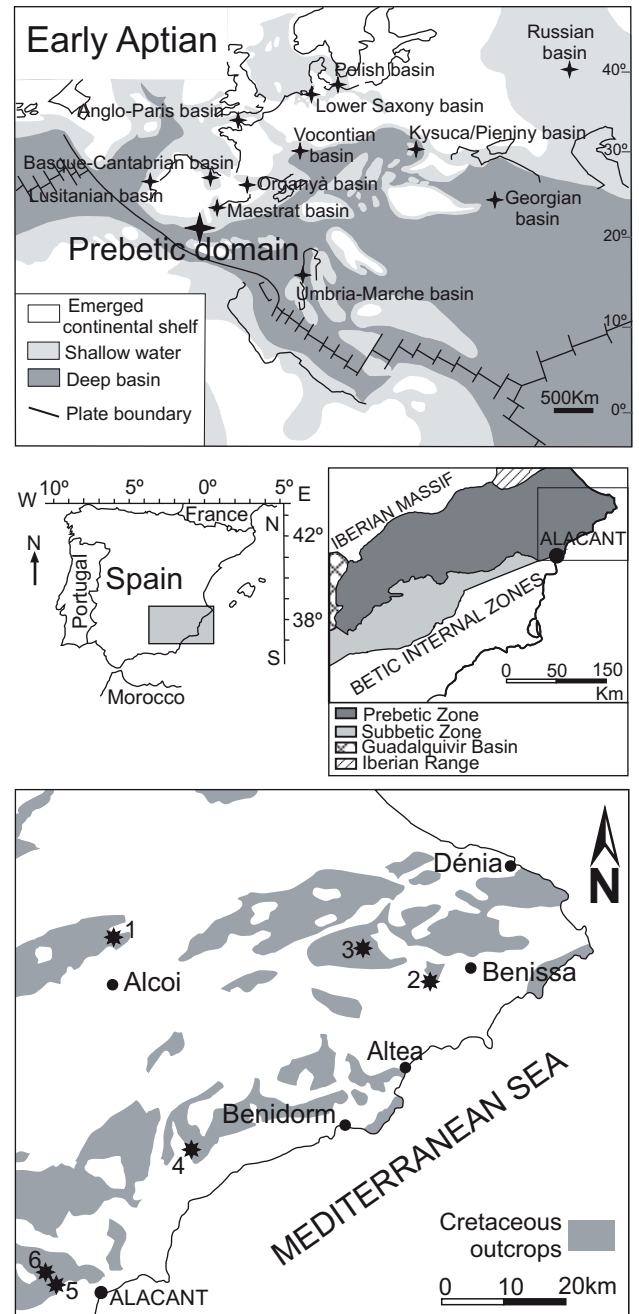 Early Aptian
Russian
basin
40º
Polish basin
Lower Saxony basin
Anglo-Paris basin
Vocontian
basin
Kysuca/Pieniny basin
30º
Basque-Cantabrian basin
Organyà basin
Lusitanian basin
Maestrat basin
Georgian
basin
20º
Prebetic domain
Umbria-Marche basin
Emerged
continental shelf
Shallow water
Deep basin
Plate boundary
10º
500Km
0º
W 10º 5º 0º 5º E
France
N
42º
N
Portugal
Spain
38º
S
Morocco
IBERIAN MASSIF
ALACANT
BETIC INTERNAL ZONES
0 50 150
Km
Prebetic Zone
Subbetic Zone
Guadalquivir Basin
Iberian Range
Dénia
N
1
3
Alcoi
2
Benissa
Altea
Benidorm
4
MEDITERRANEAN SEA
Cretaceous
outcrops
6
5
ALACANT
0 10 20km